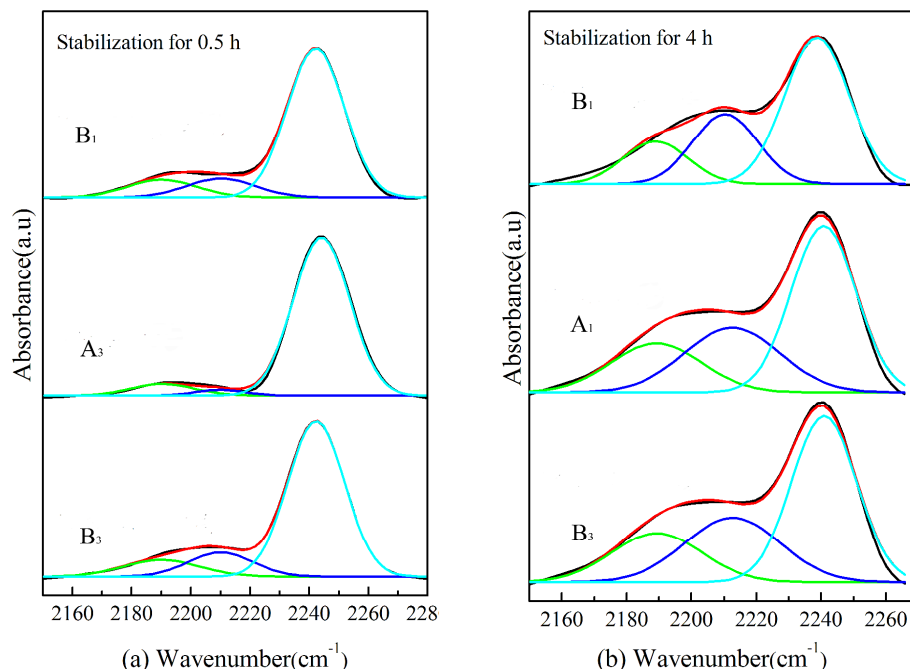 Stabilization for 0.5 h
B1
A3
B3
Absorbance(a.u)
2160 2180 2200 2220 2240 2260 228
(a) Wavenumber(cm-1)
Stabilization for 4 h
B1
A1
B3
Absorbance(a.u)
2160 2180 2200 2220 2240 2260
(b) Wavenumber(cm-1)